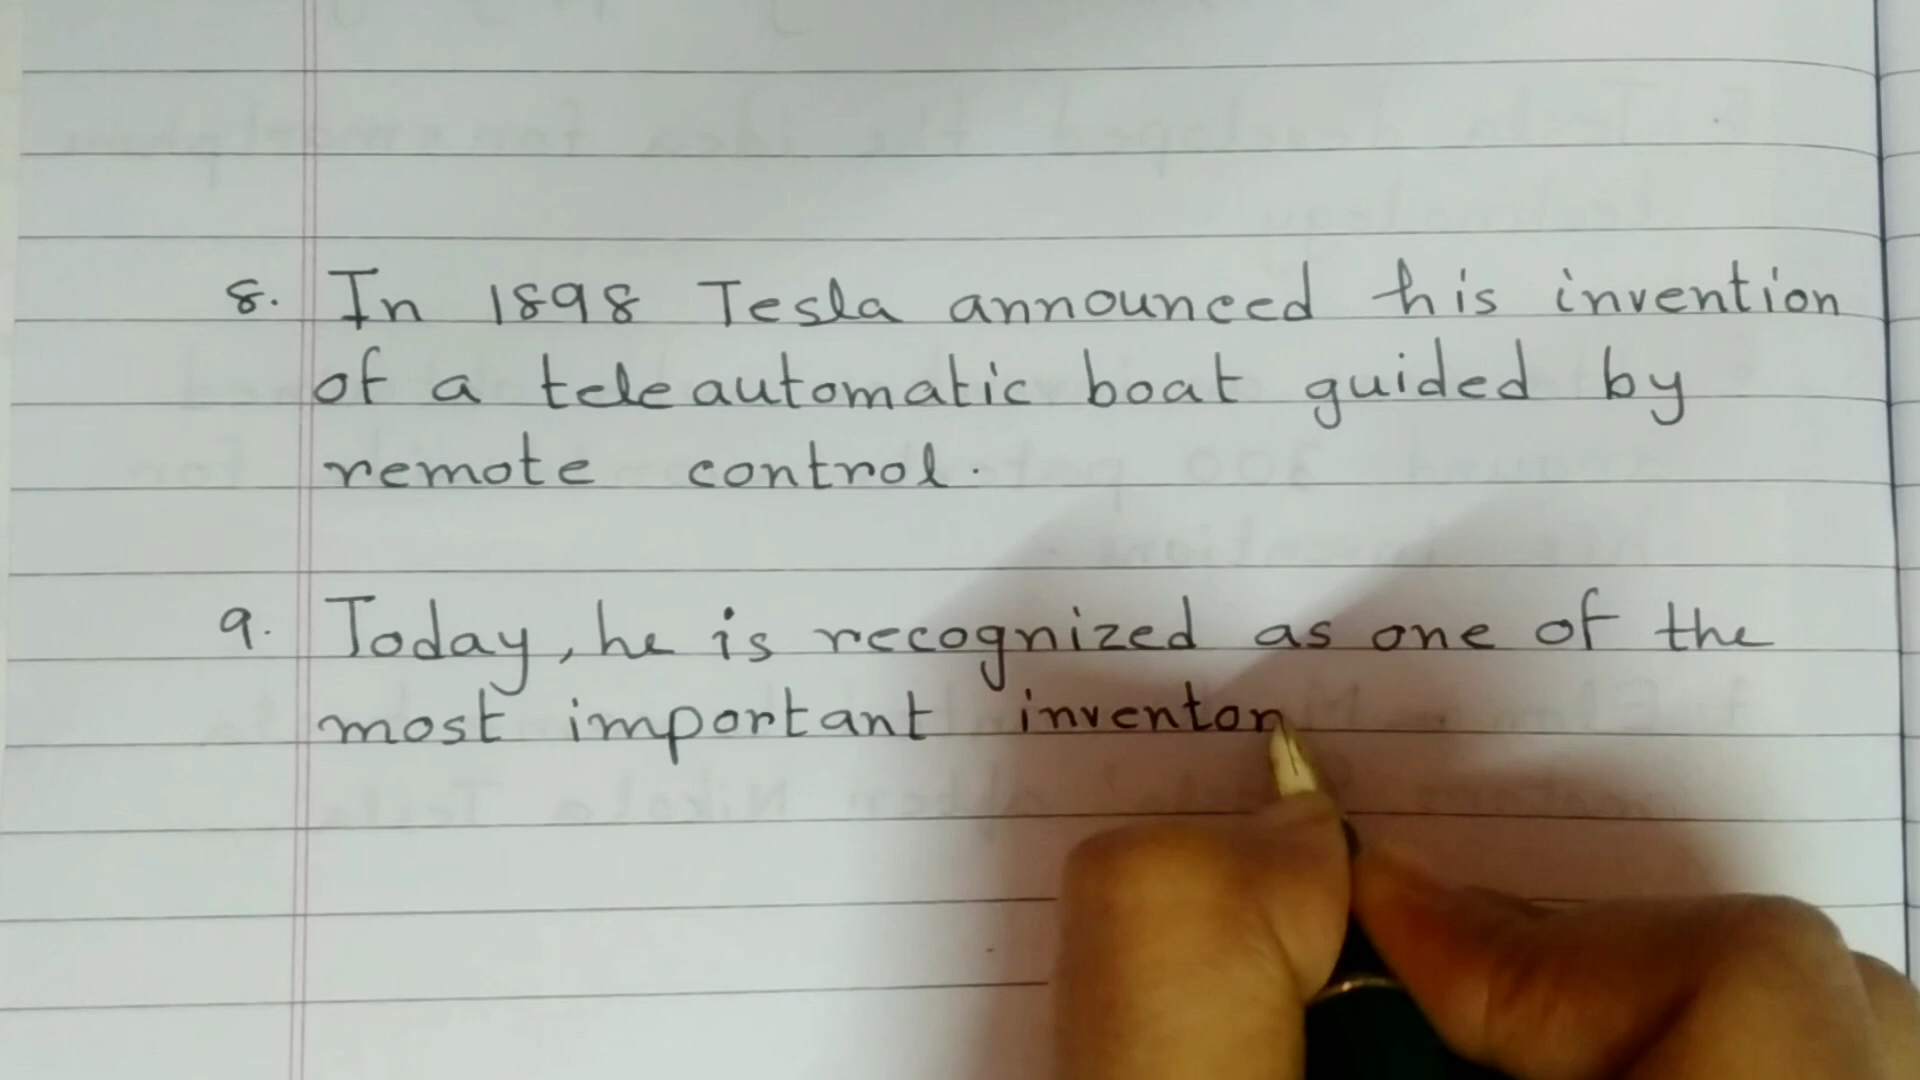 8. In 1898 Tesla announced his invention
of a teleautomatic boat guided by
remote control.
9. Today, he is recognized as one of the
most important inventor